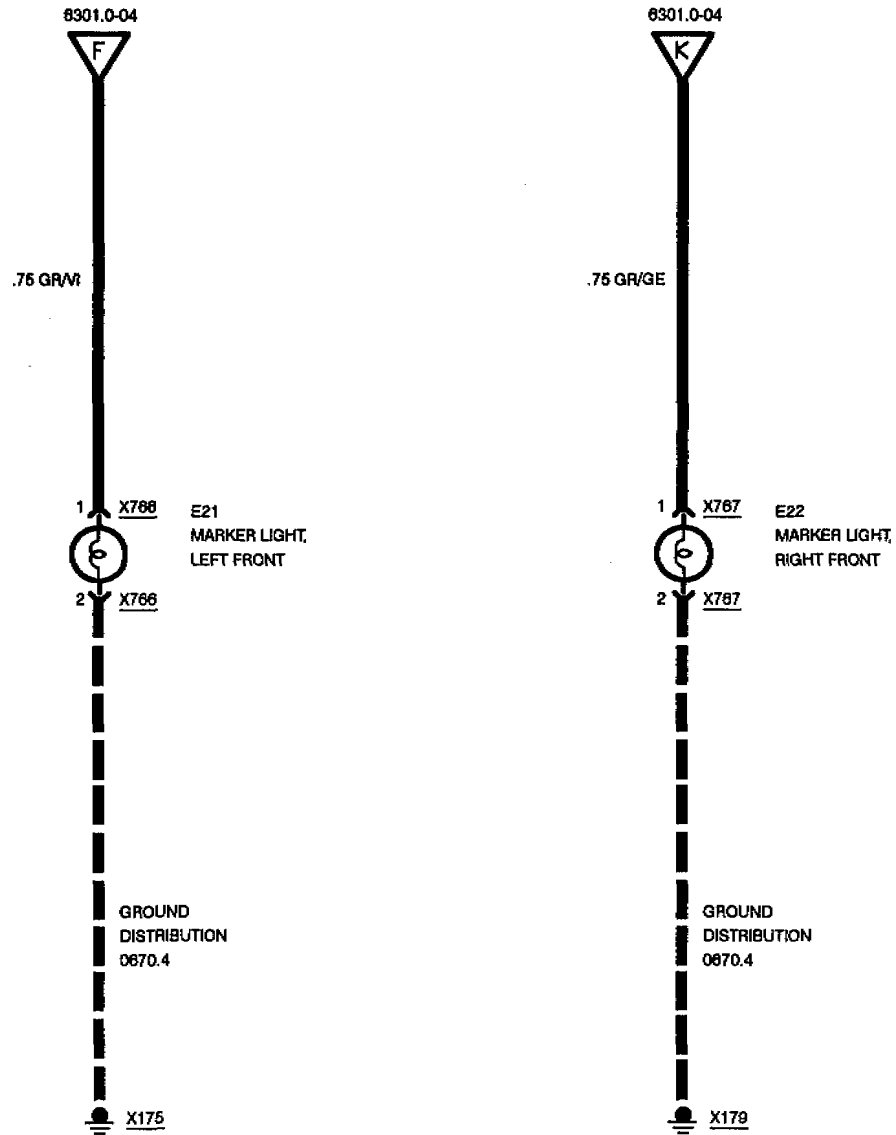 6301.0-04
F
.75 GR/VI
1 X766
E21
MARKER LIGHT,
LEFT FRONT
2 X766
GROUND
DISTRIBUTION
0670.4
X175
6301.0-04
K
.75 GR/GE
1 X767
E22
MARKER LIGHT,
RIGHT FRONT
2 X767
GROUND
DISTRIBUTION
0670.4
X179